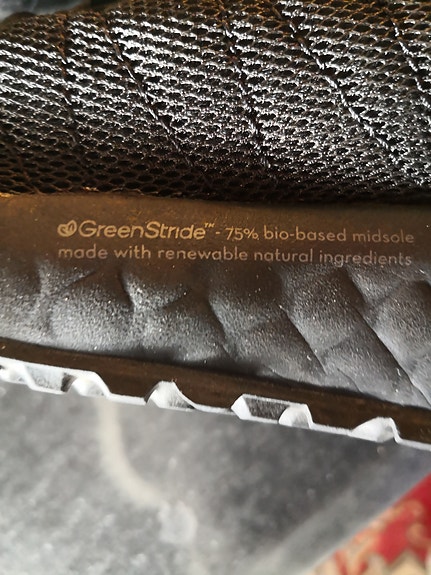 GreenStride™ - 75% bio-based midsole
made with renewable natural ingredients